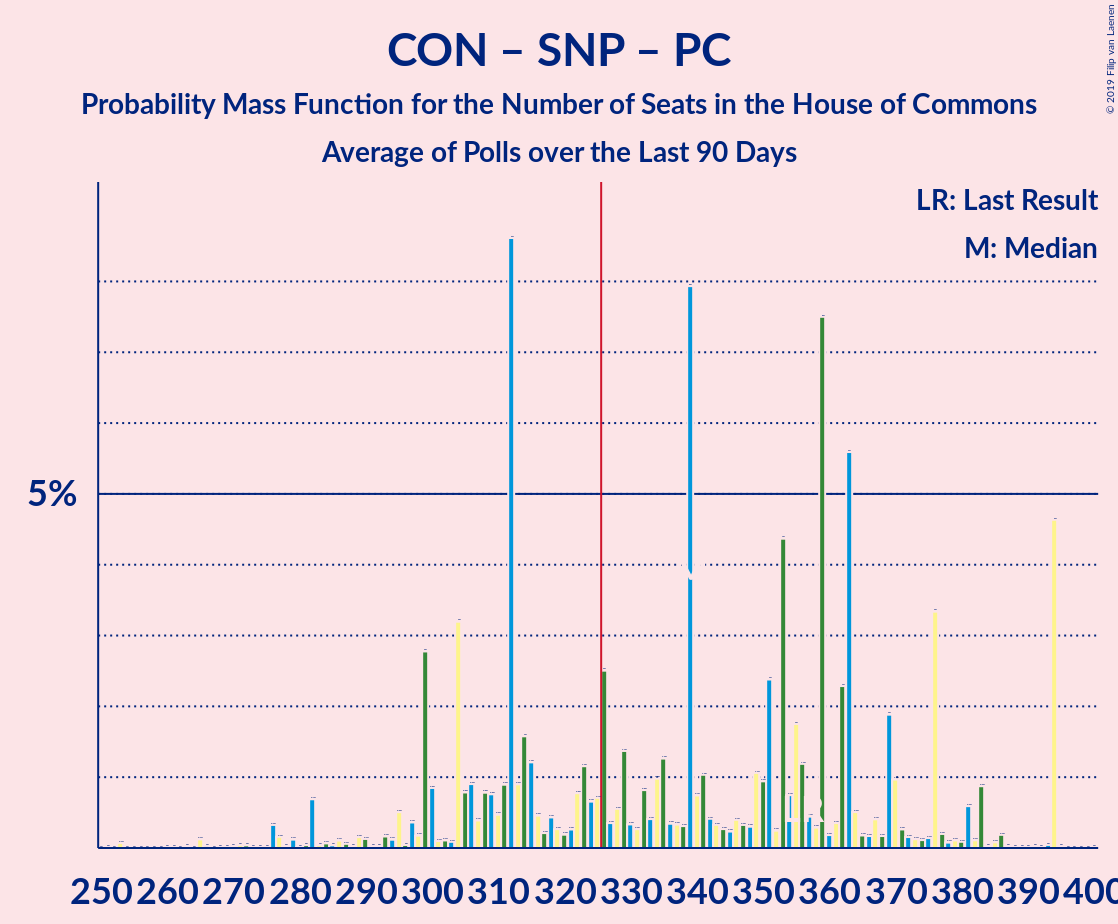 CON – SNP – PC
Probability Mass Function for the Number of Seats in the House of Commons
Average of Polls over the Last 90 Days
© 2019 Filip van Laenen
LR: Last Result
M: Median
5%
LR
250 260 270 280 290 300 310 320 330 340 350 360 370 380 390 400